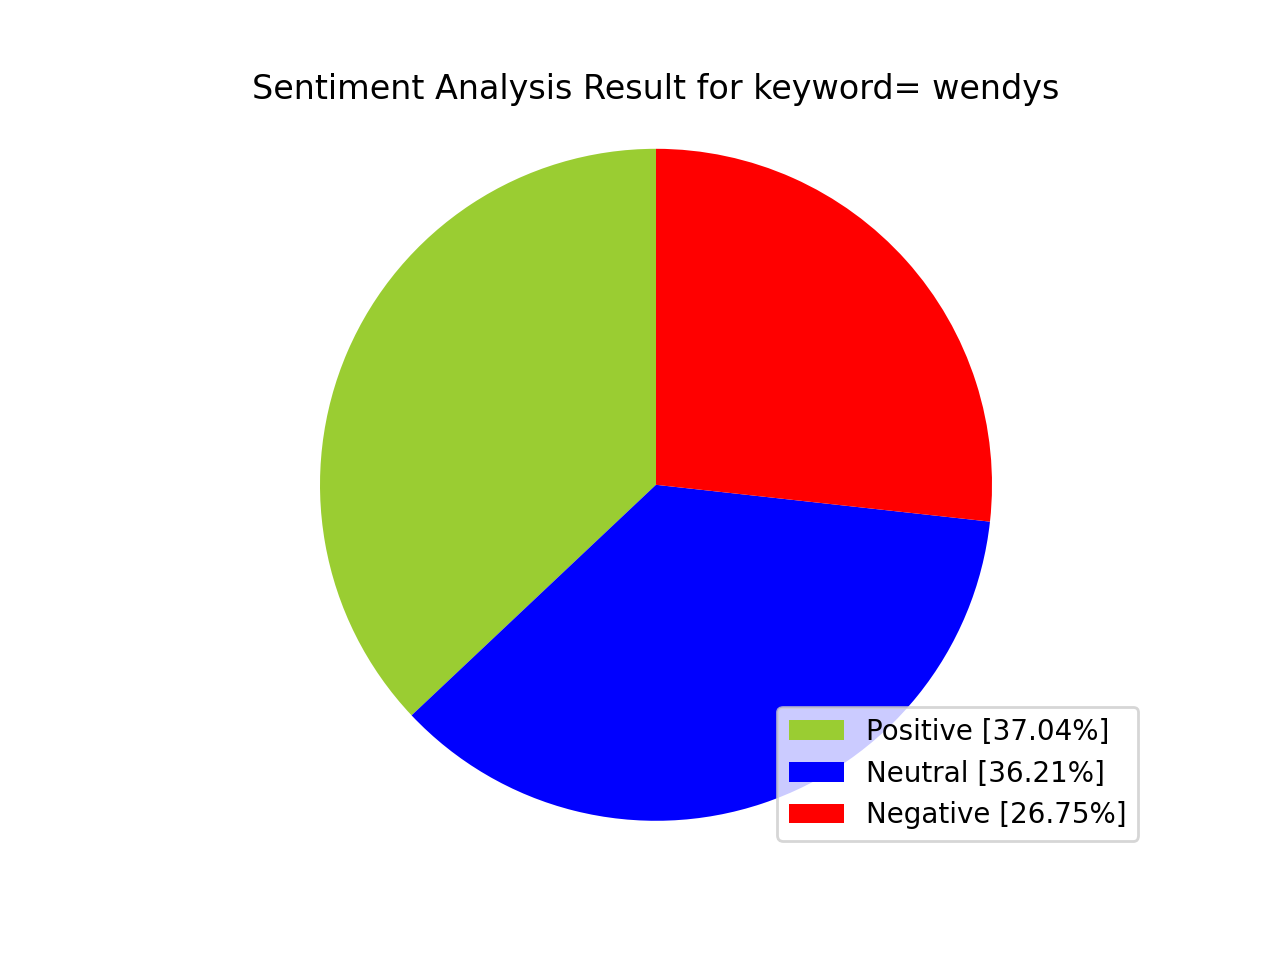 Sentiment Analysis Result for keyword= wendys
Positive [37.04%]
Neutral [36.21%]
Negative [26.75%]